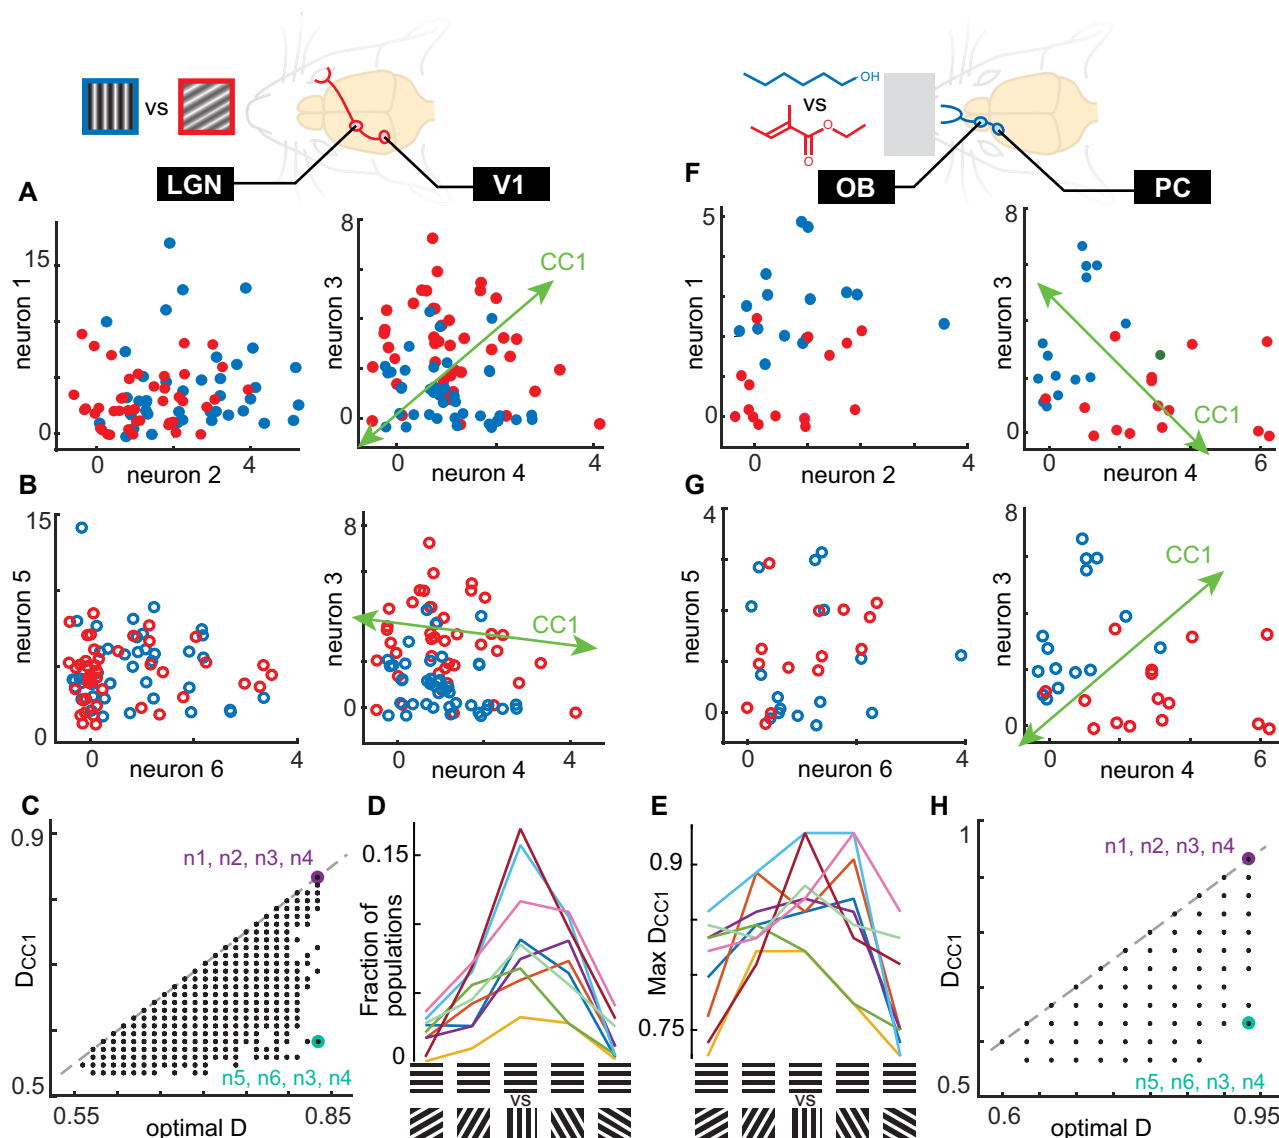 vs
LGN
V1
OH
vs
O
O
OB
PC
A
15
0
neuron 1
0
4
neuron 2
8
0
neuron 3
CC1
0
4
neuron 4
F
5
0
neuron 1
0
4
neuron 2
8
0
neuron 3
CC1
0
6
neuron 4
B
15
0
neuron 5
0
4
neuron 6
8
0
neuron 3
CC1
0
4
neuron 4
G
4
0
neuron 5
0
4
neuron 6
8
0
neuron 3
CC1
0
6
neuron 4
C
0.9
0.5
DCC1
n1, n2, n3, n4
n5, n6, n3, n4
0.55
0.85
optimal D
D
0.15
0
Fraction of
populations
vs
E
0.9
0.75
Max DCC1
vs
H
1
0.5
DCC1
n1, n2, n3, n4
n5, n6, n3, n4
0.6
0.95
optimal D